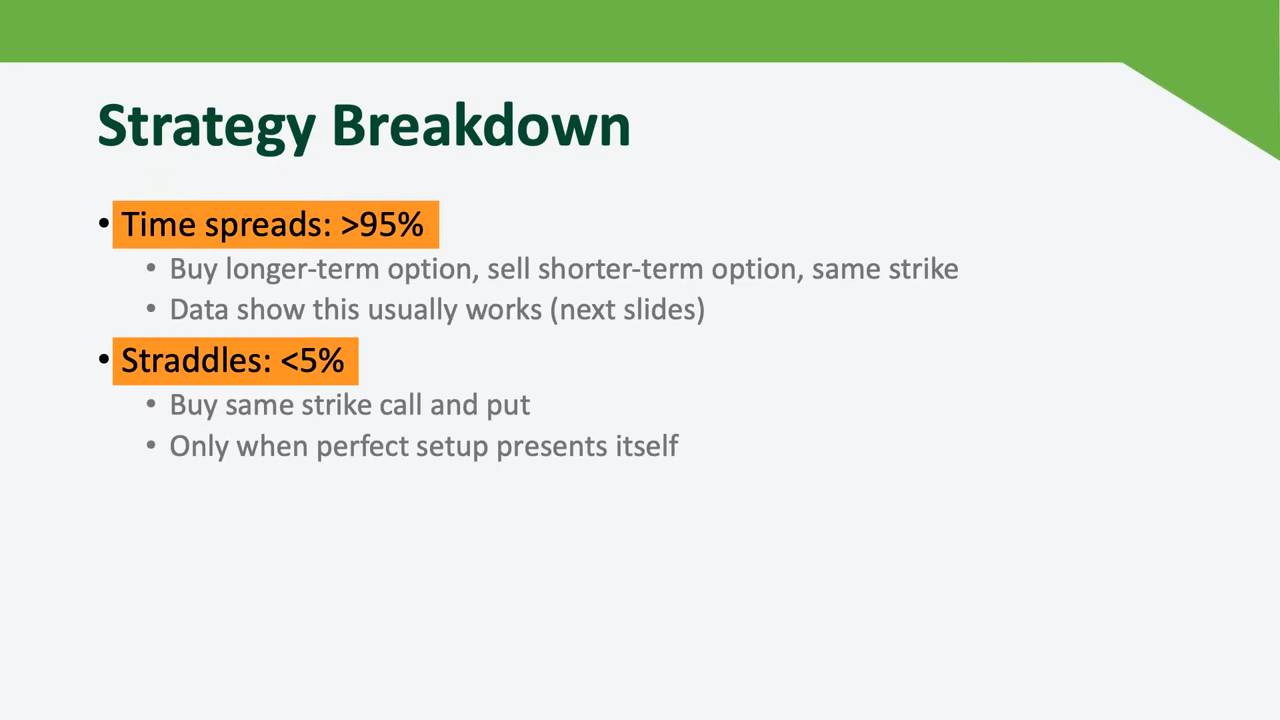 Strategy Breakdown
• Time spreads: >95%
• Buy longer-term option, sell shorter-term option, same strike
• Data show this usually works (next slides)
• Straddles: <5%
• Buy same strike call and put
• Only when perfect setup presents itself